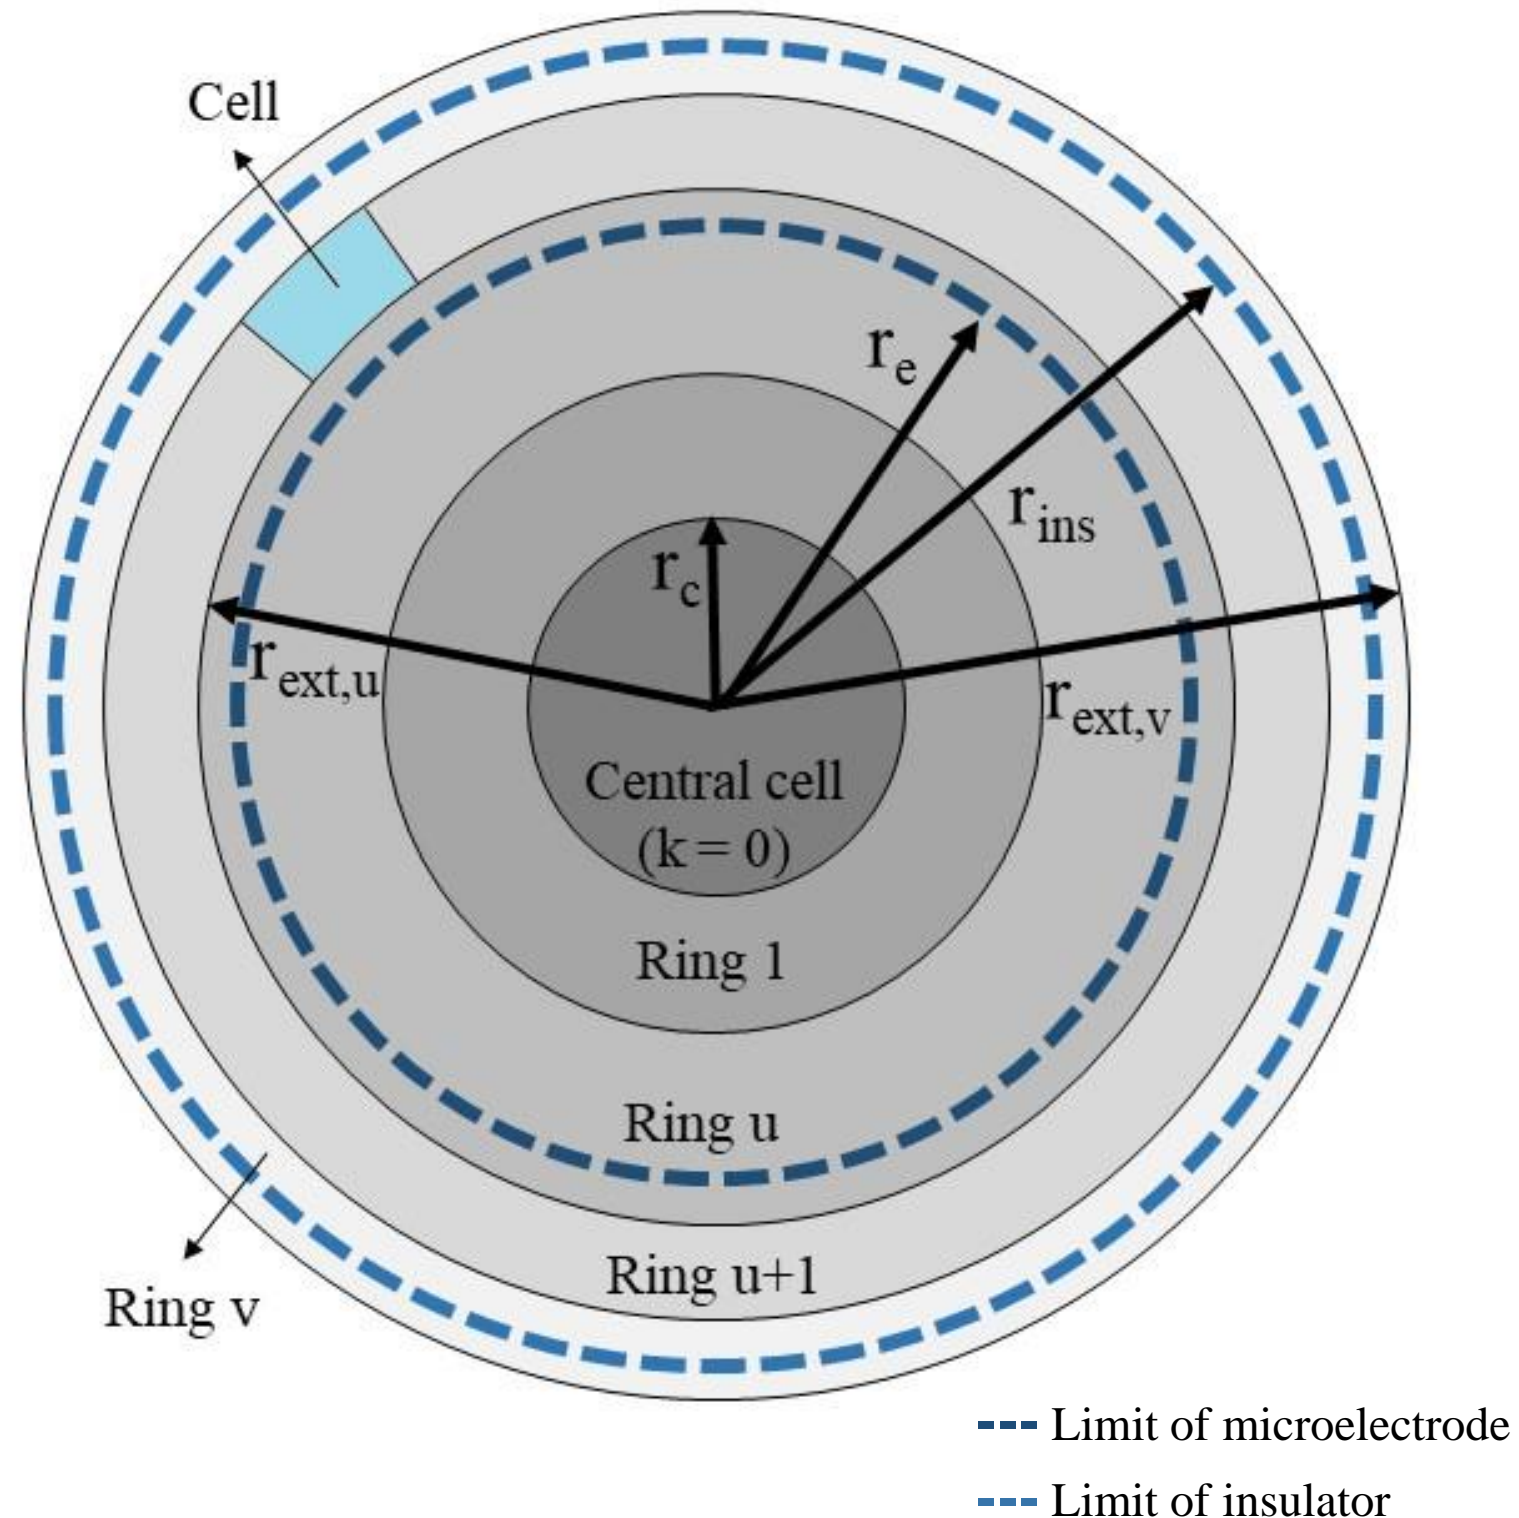 Cell
rₑ
r_ins
r_c
r_ext,u
r_ext,v
Central cell
(k = 0)
Ring 1
Ring u
Ring u+1
Ring v
Limit of microelectrode
Limit of insulator